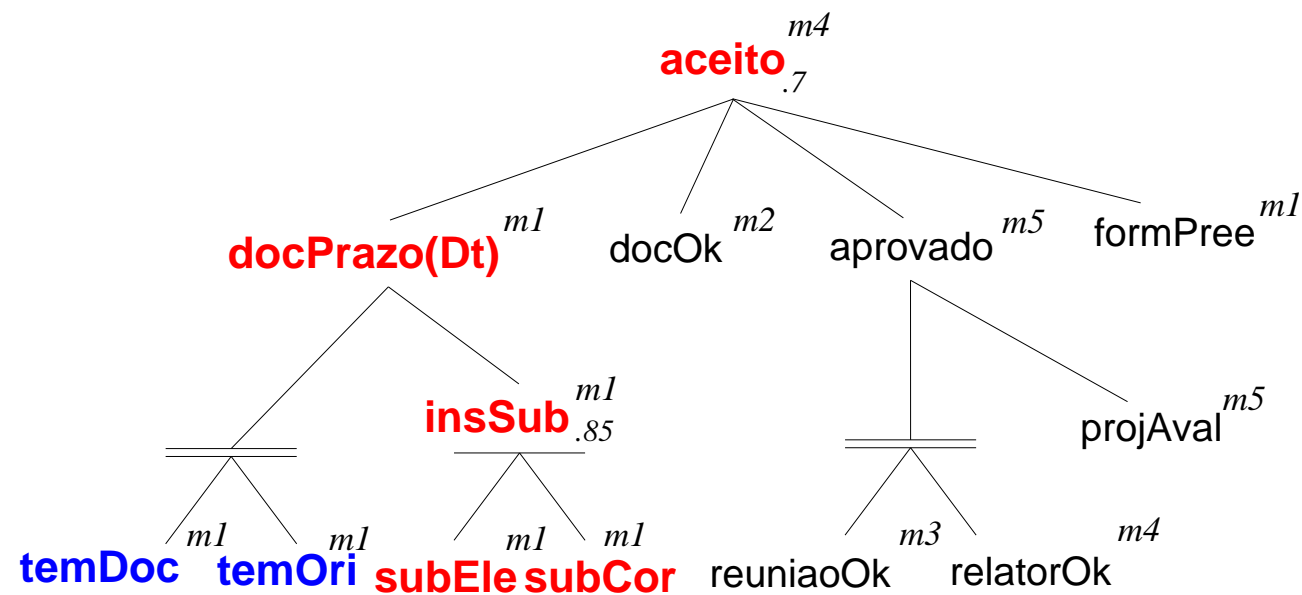 aceito m4 .7
docPrazo(Dt) m1 docOk m2 aprovado m5 formPree m1
insSub m1 .85 projAval m5
temDoc m1 temOri m1 subEle m1 subCor m1 reuniaoOk m3 relatorOk m4